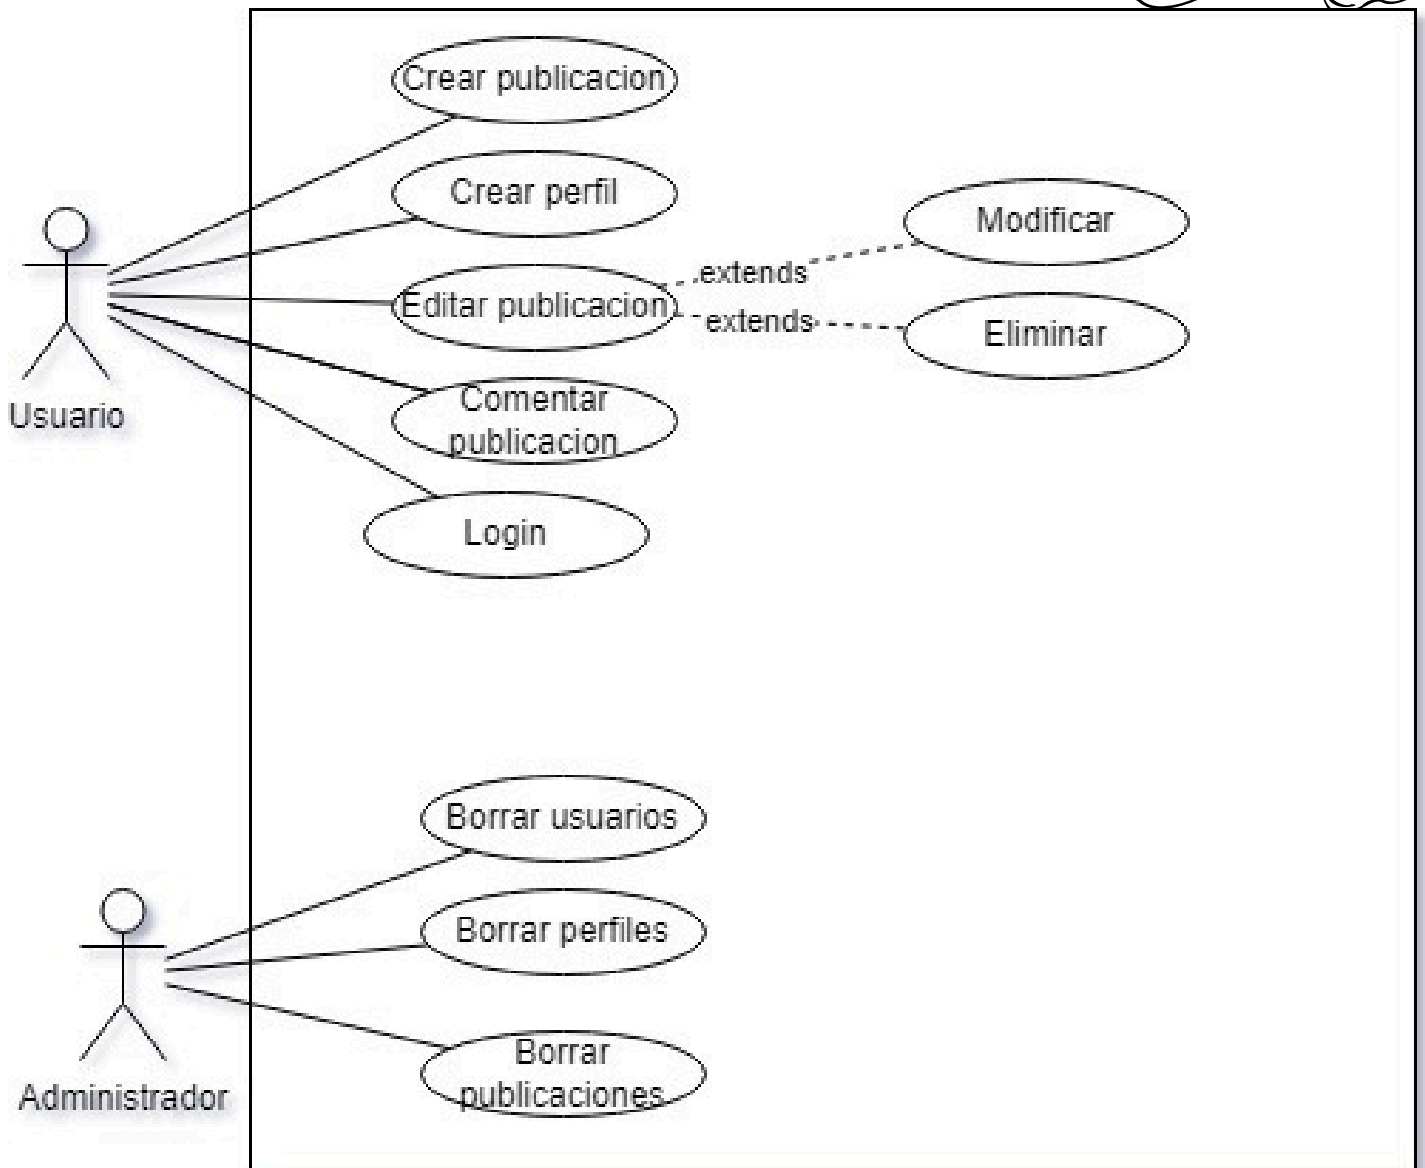 Crear publicacion
Crear perfil
Modificar
extends
Editar publicacion
extends
Eliminar
Comentar
publicacion
Usuario
Login
Borrar usuarios
Borrar perfiles
Borrar
publicaciones
Administrador